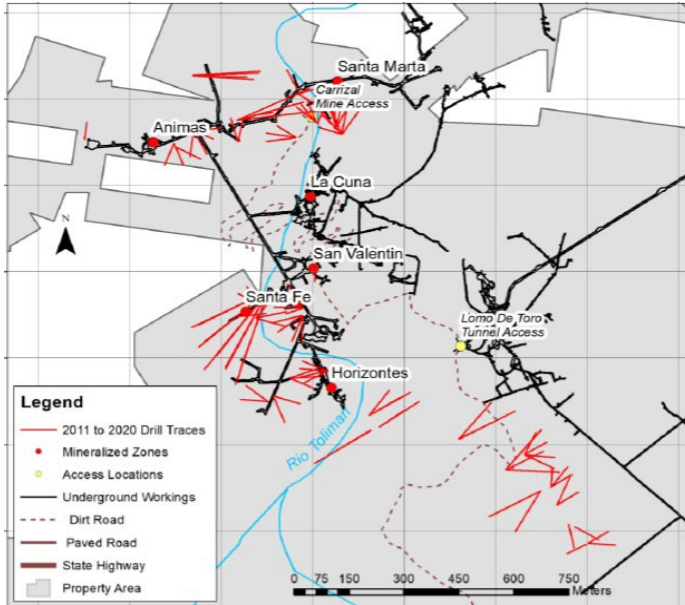 Santa Marta
Carrizal
Mine Access
Animas
La Cuna
N
San Valentin
Santa Fe
Lomo De Toro
Tunnel Access
Horizontes
Rio Toliman
Legend
2011 to 2020 Drill Traces
Mineralized Zones
Access Locations
Underground Workings
Dirt Road
Paved Road
State Highway
Property Area
0 75 150 300 450 600 750
Meters